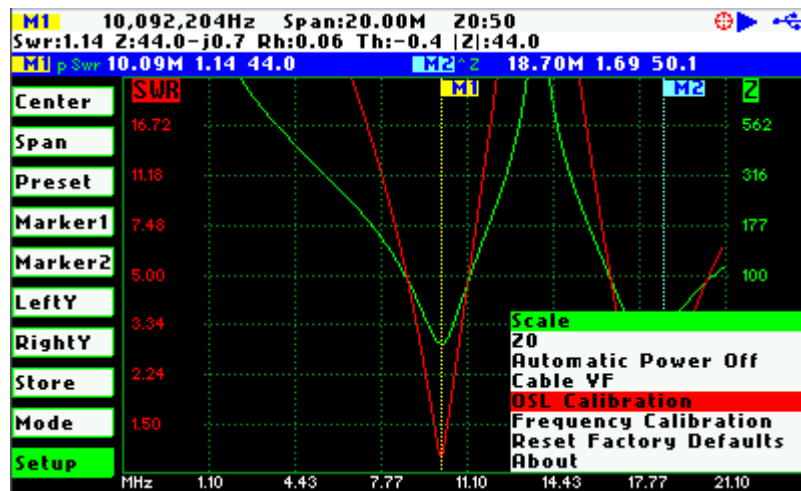 M1 10,092,204Hz Span:20.00M Z0:50
Swr:1.14 Z:44.0-j0.7 Rh:0.06 Th:-0.4 |Z|:44.0
M1 p Swr 10.09M 1.14 44.0 M2 ^ Z 18.70M 1.69 50.1
SWR M1 M2 Z
Center
Span
Preset
Marker1
Marker2
LeftY
RightY
Store
Mode
Setup
16.72
11.18
7.48
5.00
3.34
2.24
1.50
562
316
177
100
Scale
Z0
Automatic Power Off
Cable VF
OSL Calibration
Frequency Calibration
Reset Factory Defaults
About
MHz 1.10 4.43 7.77 11.10 14.43 17.77 21.10